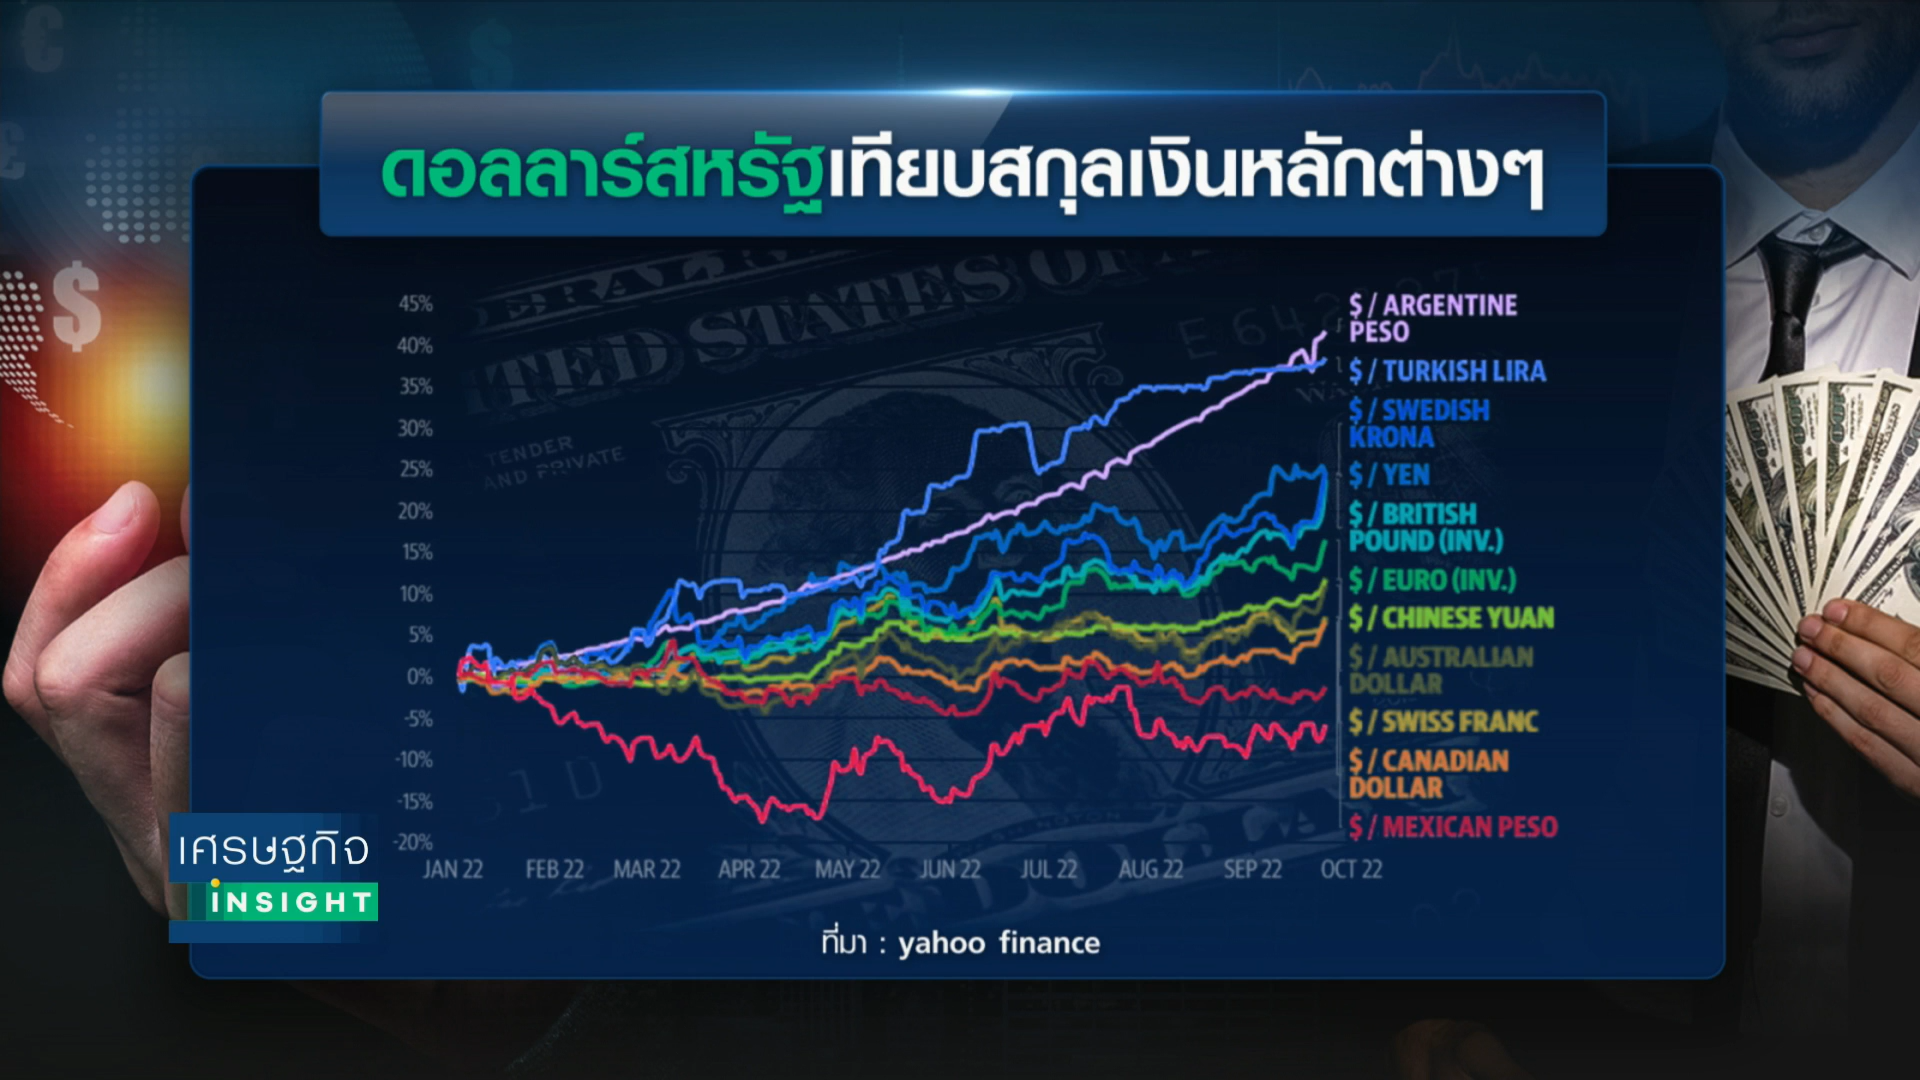 ดอลลาร์สหรัฐเทียบสกุลเงินหลักต่างๆ
45%
40%
35%
30%
25%
20%
15%
10%
5%
0%
-5%
-10%
-15%
-20%
JAN 22 FEB 22 MAR 22 APR 22 MAY 22 JUN 22 JUL 22 AUG 22 SEP 22 OCT 22
$ / ARGENTINE
PESO
$ / TURKISH LIRA
$ / SWEDISH
KRONA
$ / YEN
$ / BRITISH
POUND (INV.)
$ / EURO (INV.)
$ / CHINESE YUAN
$ / AUSTRALIAN
DOLLAR
$ / SWISS FRANC
$ / CANADIAN
DOLLAR
$ / MEXICAN PESO
TENDER
AND PRIVATE
เศรษฐกิจ
INSIGHT
ที่มา : yahoo finance